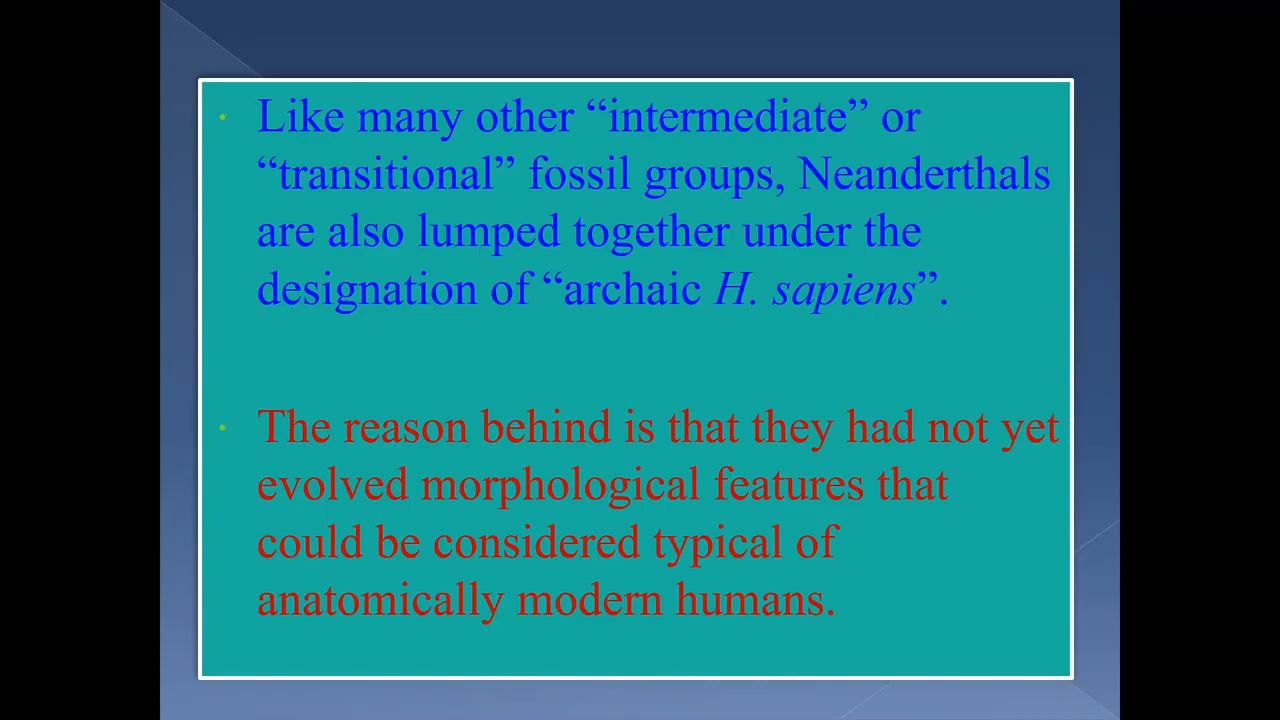 • Like many other “intermediate” or
“transitional” fossil groups, Neanderthals
are also lumped together under the
designation of “archaic H. sapiens”.
• The reason behind is that they had not yet
evolved morphological features that
could be considered typical of
anatomically modern humans.